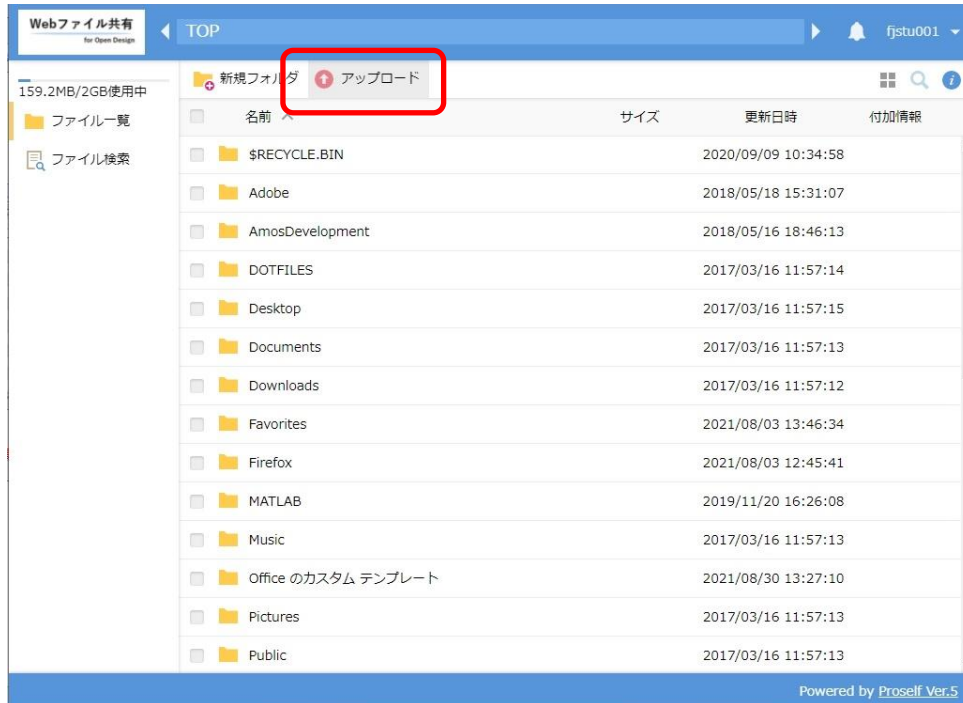 Webファイル共有
for Open Design
TOP
fjstu001
159.2MB/2GB使用中
新規フォルダ アップロード
ファイル一覧
ファイル検索
名前 サイズ 更新日時 付加情報
$RECYCLE.BIN 2020/09/09 10:34:58
Adobe 2018/05/18 15:31:07
AmosDevelopment 2018/05/16 18:46:13
DOTFILES 2017/03/16 11:57:14
Desktop 2017/03/16 11:57:15
Documents 2017/03/16 11:57:13
Downloads 2017/03/16 11:57:12
Favorites 2021/08/03 13:46:34
Firefox 2021/08/03 12:45:41
MATLAB 2019/11/20 16:26:08
Music 2017/03/16 11:57:13
Office のカスタム テンプレート 2021/08/30 13:27:10
Pictures 2017/03/16 11:57:13
Public 2017/03/16 11:57:13
Powered by Proself Ver.5